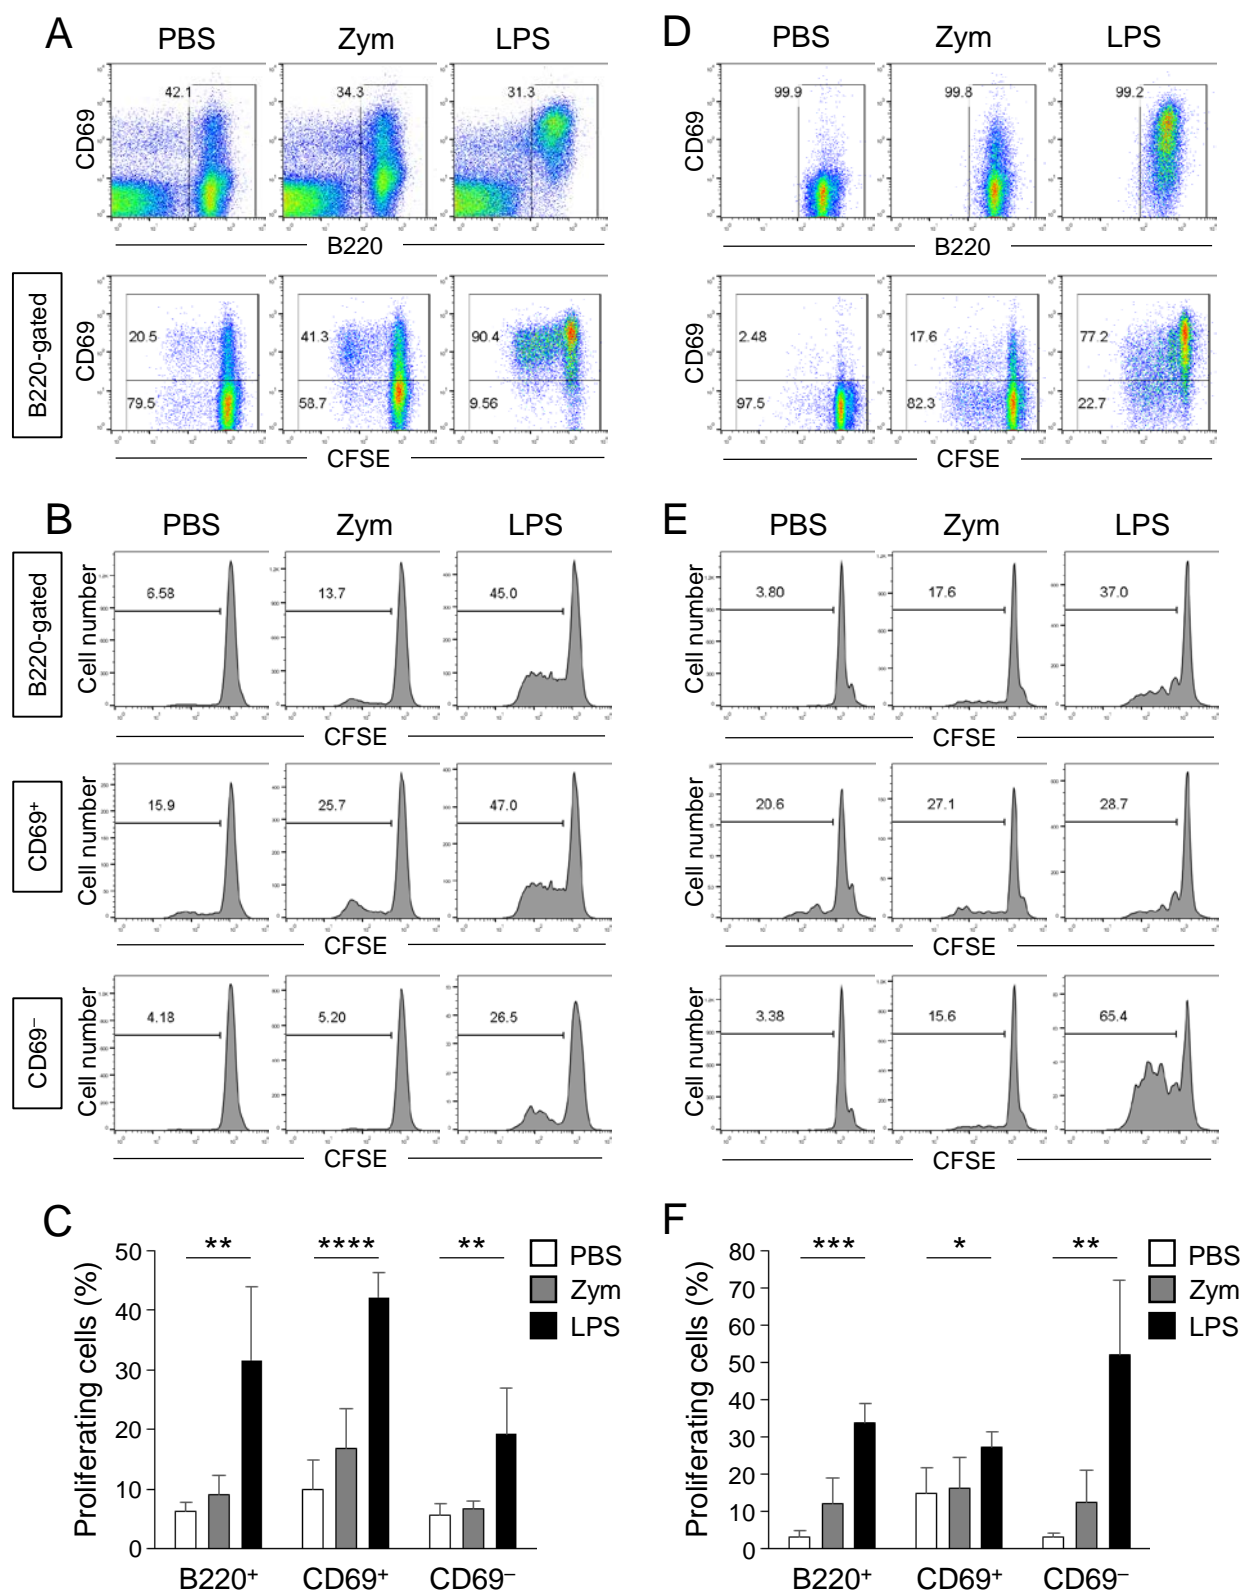 A
PBS Zym LPS
CD69
42.1 34.3 31.3
B220
B220-gated
CD69
20.5 41.3 90.4
79.5 58.7 9.56
CFSE
B
PBS Zym LPS
B220-gated
Cell number
6.58 13.7 45.0
CFSE
CD69⁺
Cell number
15.9 25.7 47.0
CFSE
CD69⁻
Cell number
4.18 5.20 26.5
CFSE
C
Proliferating cells (%)
50
40
30
20
10
0
** **** **
PBS
Zym
LPS
B220⁺ CD69⁺ CD69⁻
D
PBS Zym LPS
CD69
99.9 99.8 99.2
B220
CD69
2.48 17.6 77.2
97.5 82.3 22.7
CFSE
E
PBS Zym LPS
Cell number
3.80 17.6 37.0
CFSE
Cell number
20.6 27.1 28.7
CFSE
Cell number
3.38 15.6 65.4
CFSE
F
Proliferating cells (%)
80
70
60
50
40
30
20
10
0
*** * **
PBS
Zym
LPS
B220⁺ CD69⁺ CD69⁻